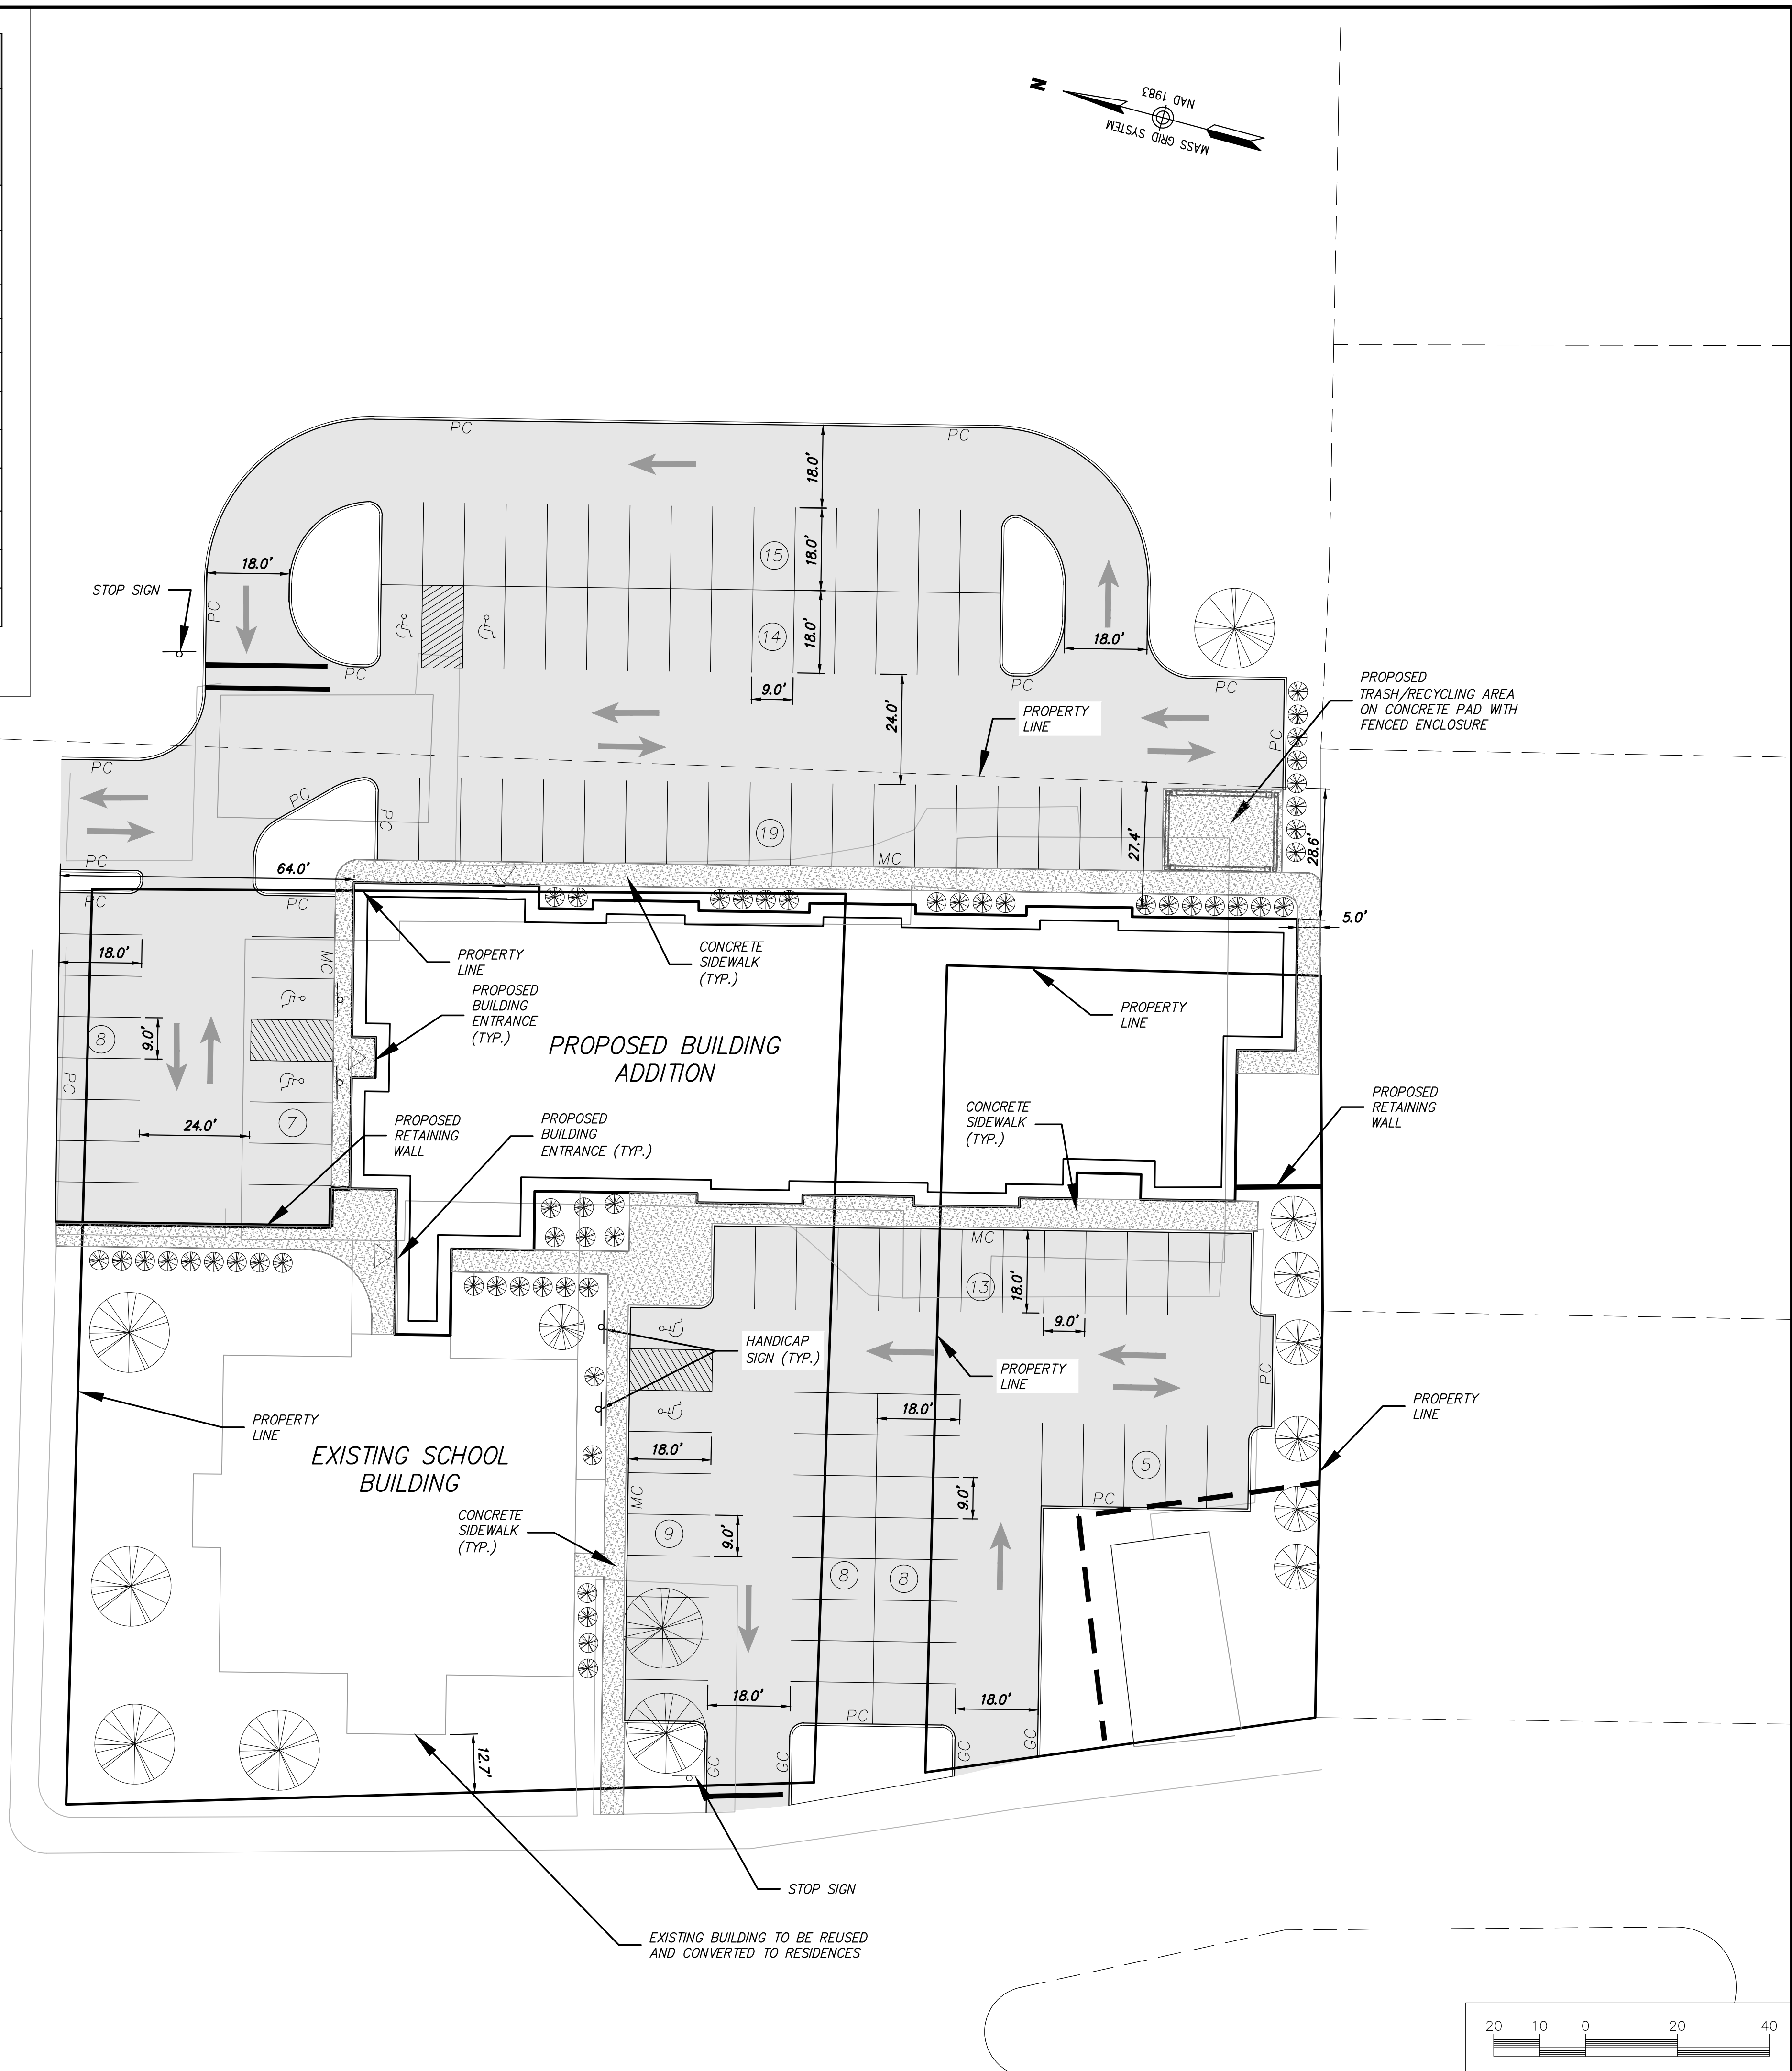 N
NAD 1983
MASS GRID SYSTEM
PC
PC
18.0'
18.0'
15
18.0'
STOP SIGN
PC
14
18.0'
18.0'
PC
PC
PC
9.0'
24.0'
PROPERTY
LINE
PROPOSED
TRASH/RECYCLING AREA
ON CONCRETE PAD WITH
FENCED ENCLOSURE
PC
PC
PC
PC
19
27.4'
28.6'
MC
PC
64.0'
PC
PC
5.0'
18.0'
MC
PROPERTY
LINE
CONCRETE
SIDEWALK
(TYP.)
PROPERTY
LINE
PROPOSED
BUILDING
ENTRANCE
(TYP.)
8
9.0'
PC
PROPOSED BUILDING
ADDITION
7
24.0'
PROPOSED
RETAINING
WALL
PROPOSED
BUILDING
ENTRANCE (TYP.)
CONCRETE
SIDEWALK
(TYP.)
PROPOSED
RETAINING
WALL
MC
13
18.0'
9.0'
HANDICAP
SIGN (TYP.)
PROPERTY
LINE
PC
PROPERTY
LINE
PROPERTY
LINE
18.0'
EXISTING SCHOOL
BUILDING
18.0'
5
PC
MC
9.0'
CONCRETE
SIDEWALK
(TYP.)
9
9.0'
8
8
18.0'
18.0'
PC
GC
GC
GC
GC
12.7'
STOP SIGN
EXISTING BUILDING TO BE REUSED
AND CONVERTED TO RESIDENCES
20 10 0 20 40